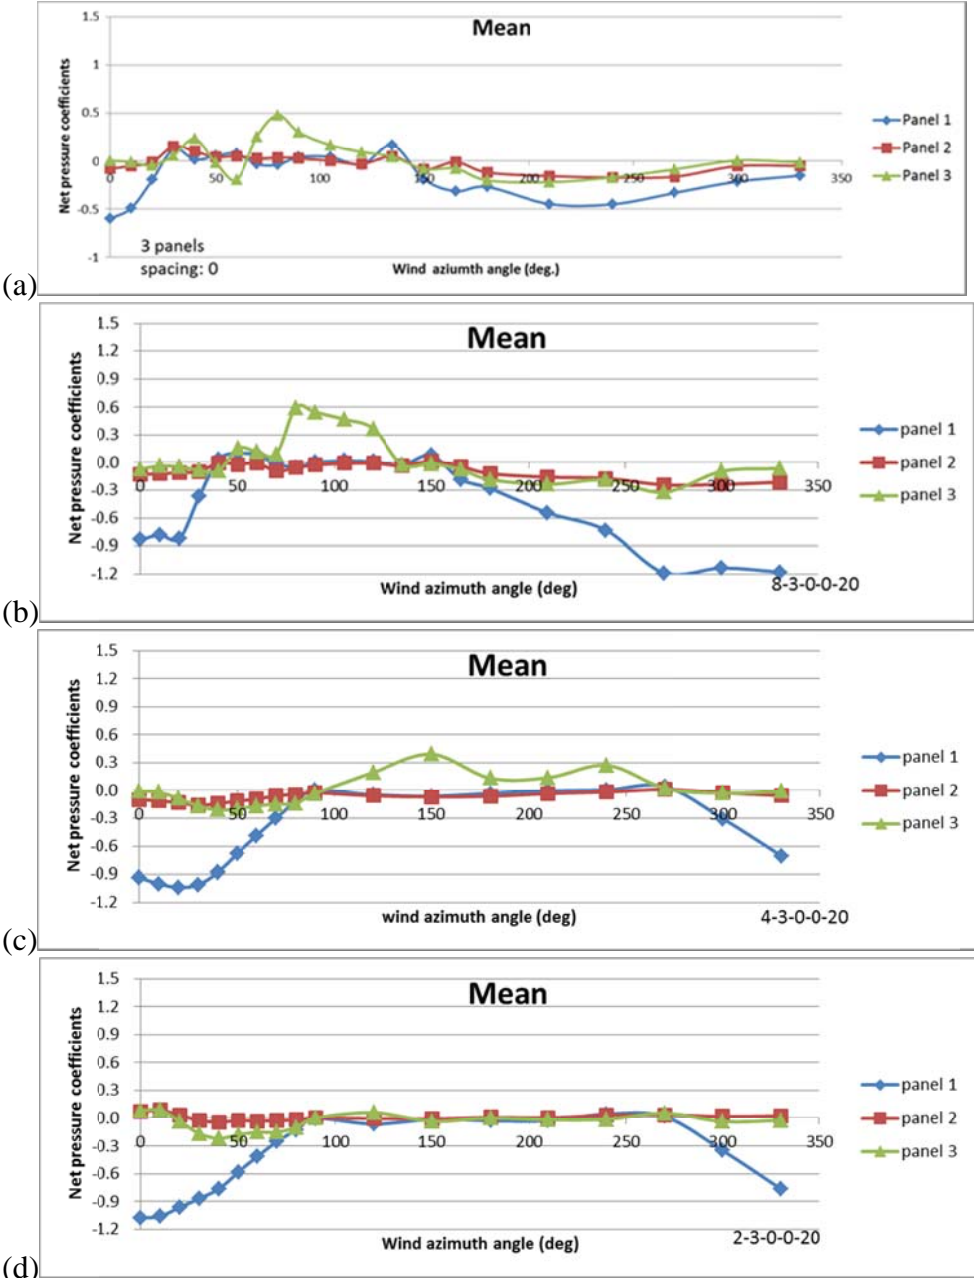 Mean
1.5
1
0.5
0
-0.5
-1
0 50 100 150 200 250 300 350
Net pressure coefficients
Wind aziumth angle (deg.)
3 panels
spacing: 0
Panel 1
Panel 2
Panel 3
(a)
Mean
1.5
1.2
0.9
0.6
0.3
0.0
-0.3
-0.6
-0.9
-1.2
0 50 100 150 200 250 300 350
Net pressure coefficients
Wind azimuth angle (deg)
8-3-0-0-20
panel 1
panel 2
panel 3
(b)
Mean
1.5
1.2
0.9
0.6
0.3
0.0
-0.3
-0.6
-0.9
-1.2
0 50 100 150 200 250 300 350
Net pressure coefficients
wind azimuth angle (deg)
4-3-0-0-20
panel 1
panel 2
panel 3
(c)
Mean
1.5
1.2
0.9
0.6
0.3
0.0
-0.3
-0.6
-0.9
-1.2
0 50 100 150 200 250 300 350
Net pressure coefficients
Wind azimuth angle (deg)
2-3-0-0-20
panel 1
panel 2
panel 3
(d)